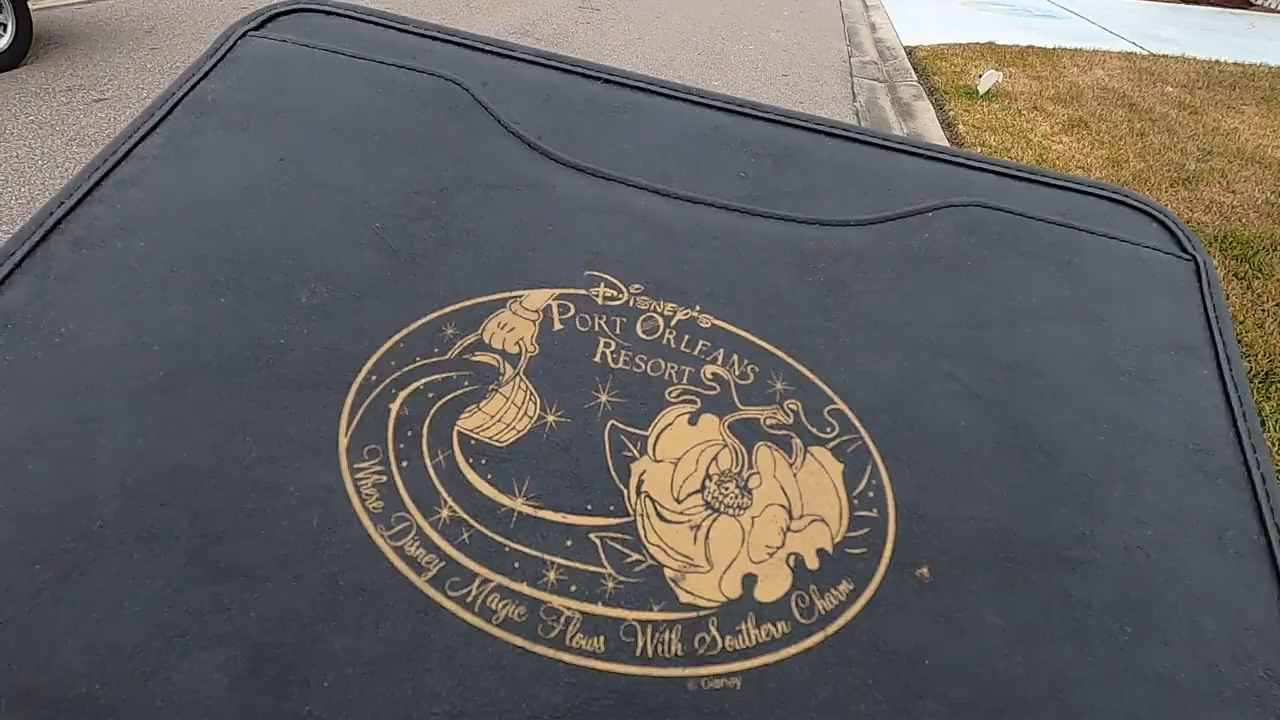 Disney's
PORT ORLEANS
RESORT
Where Disney Magic Flows With Southern Charm
© Disney